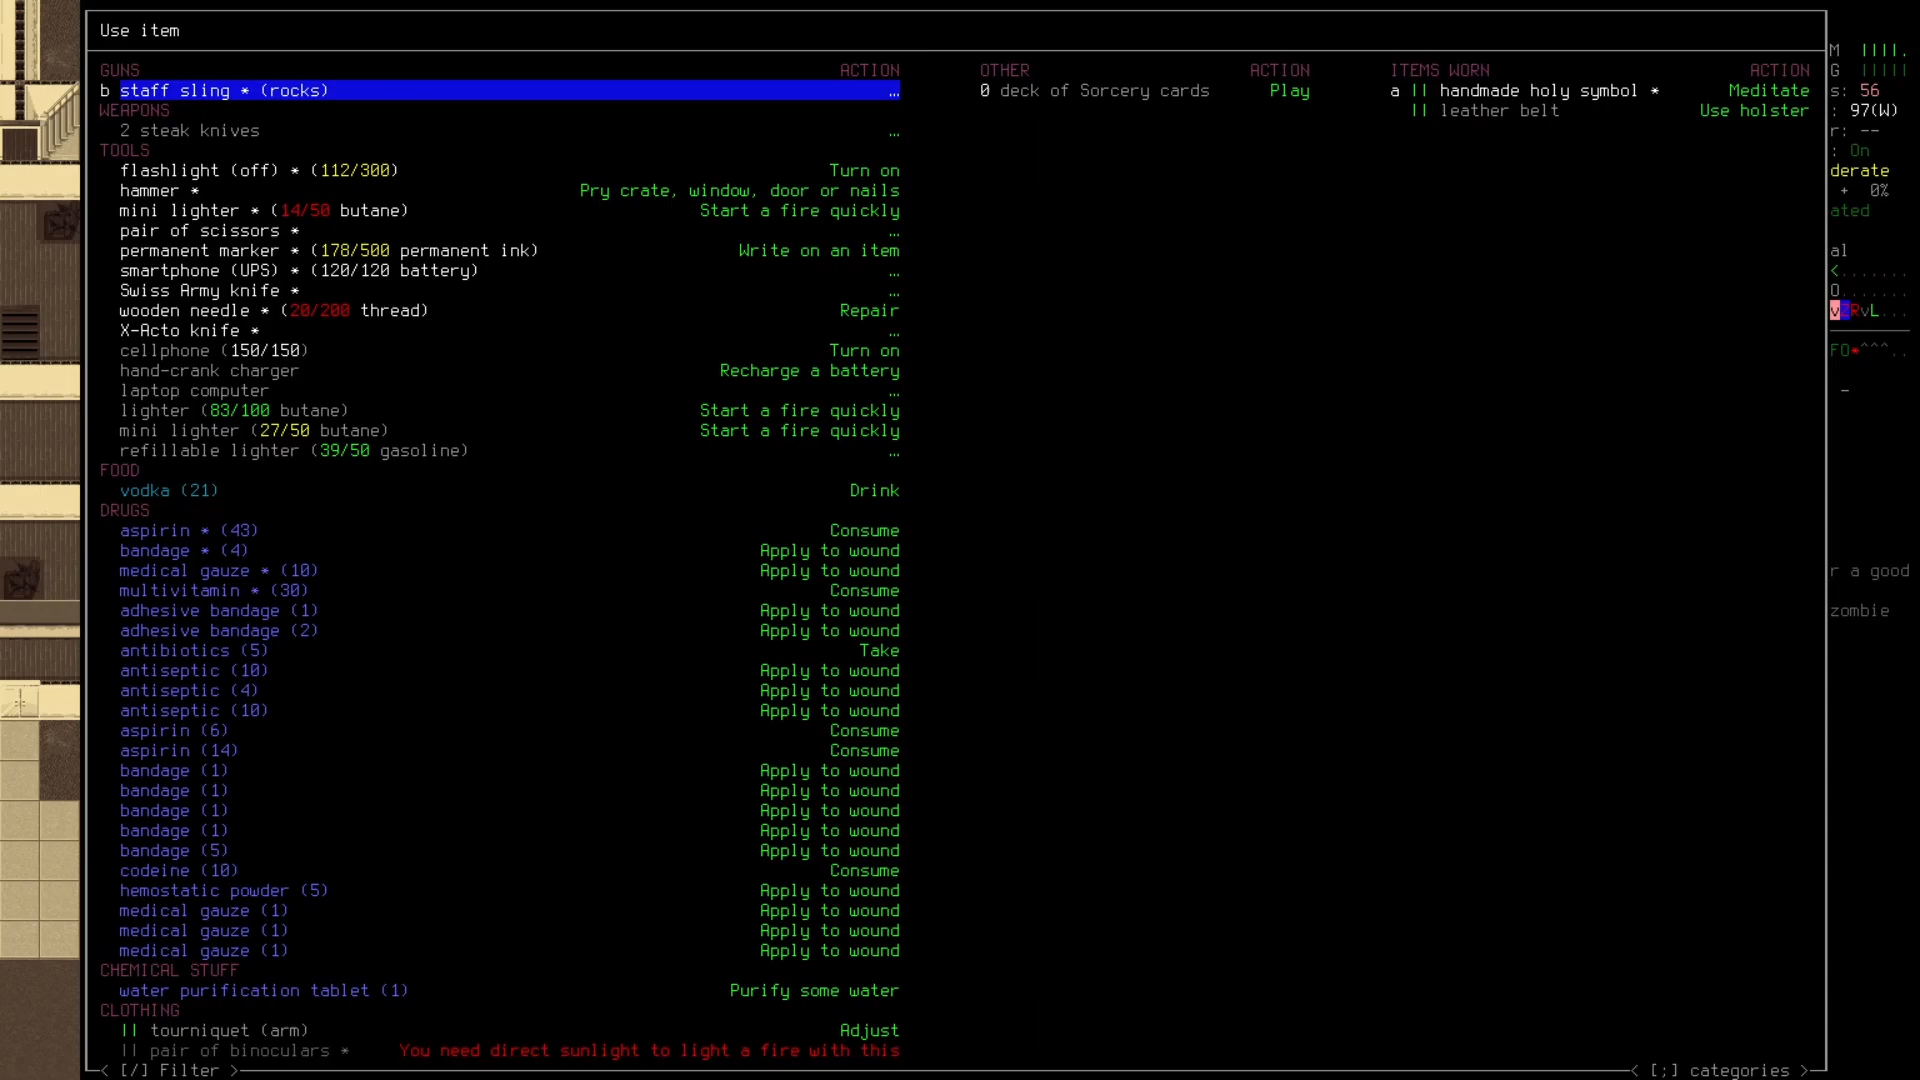 Use item
GUNS ACTION
b staff sling * (rocks) …
WEAPONS
2 steak knives …
TOOLS
flashlight (off) * (112/300) Turn on
hammer * Pry crate, window, door or nails
mini lighter * (14/50 butane) Start a fire quickly
pair of scissors * …
permanent marker * (178/500 permanent ink) Write on an item
smartphone (UPS) * (120/120 battery) …
Swiss Army knife * …
wooden needle * (20/200 thread) Repair
X-Acto knife * …
cellphone (150/150) Turn on
hand-crank charger Recharge a battery
laptop computer …
lighter (83/100 butane) Start a fire quickly
mini lighter (27/50 butane) Start a fire quickly
refillable lighter (39/50 gasoline) …
FOOD
vodka (21) Drink
DRUGS
aspirin * (43) Consume
bandage * (4) Apply to wound
medical gauze * (10) Apply to wound
multivitamin * (30) Consume
adhesive bandage (1) Apply to wound
adhesive bandage (2) Apply to wound
antibiotics (5) Take
antiseptic (10) Apply to wound
antiseptic (4) Apply to wound
antiseptic (10) Apply to wound
aspirin (6) Consume
aspirin (14) Consume
bandage (1) Apply to wound
bandage (1) Apply to wound
bandage (1) Apply to wound
bandage (1) Apply to wound
bandage (5) Apply to wound
codeine (10) Consume
hemostatic powder (5) Apply to wound
medical gauze (1) Apply to wound
medical gauze (1) Apply to wound
medical gauze (1) Apply to wound
CHEMICAL STUFF
water purification tablet (1) Purify some water
CLOTHING
|| tourniquet (arm) Adjust
|| pair of binoculars * You need direct sunlight to light a fire with this
< [/] Filter >
OTHER ACTION
0 deck of Sorcery cards Play
ITEMS WORN ACTION
a || handmade holy symbol * Meditate
|| leather belt Use holster
< [;] categories >
M ||||.
G |||||
s: 56
: 97(W)
r: --
: On
derate
+ 0%
ated
al
<.......
O.......
vZRvL...
FO*^^^..
_
r a good
zombie